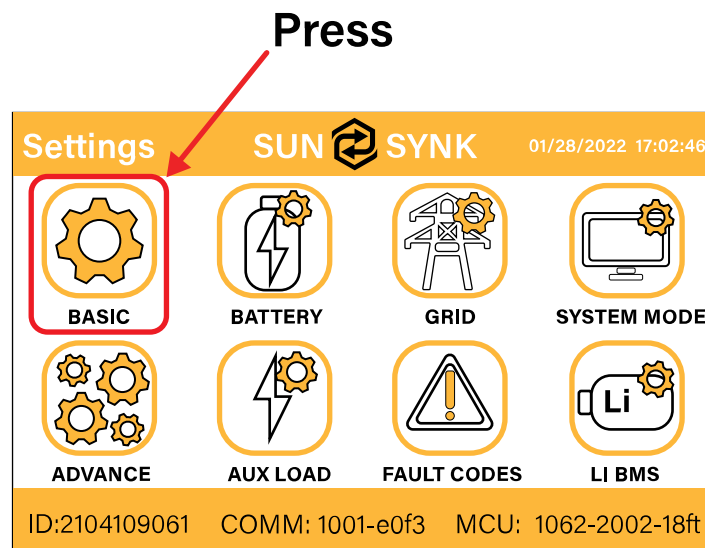 Press
Settings SUN SYNK 01/28/2022 17:02:46
BASIC BATTERY GRID SYSTEM MODE
Li
ADVANCE AUX LOAD FAULT CODES LI BMS
ID:2104109061 COMM: 1001-e0f3 MCU: 1062-2002-18ft